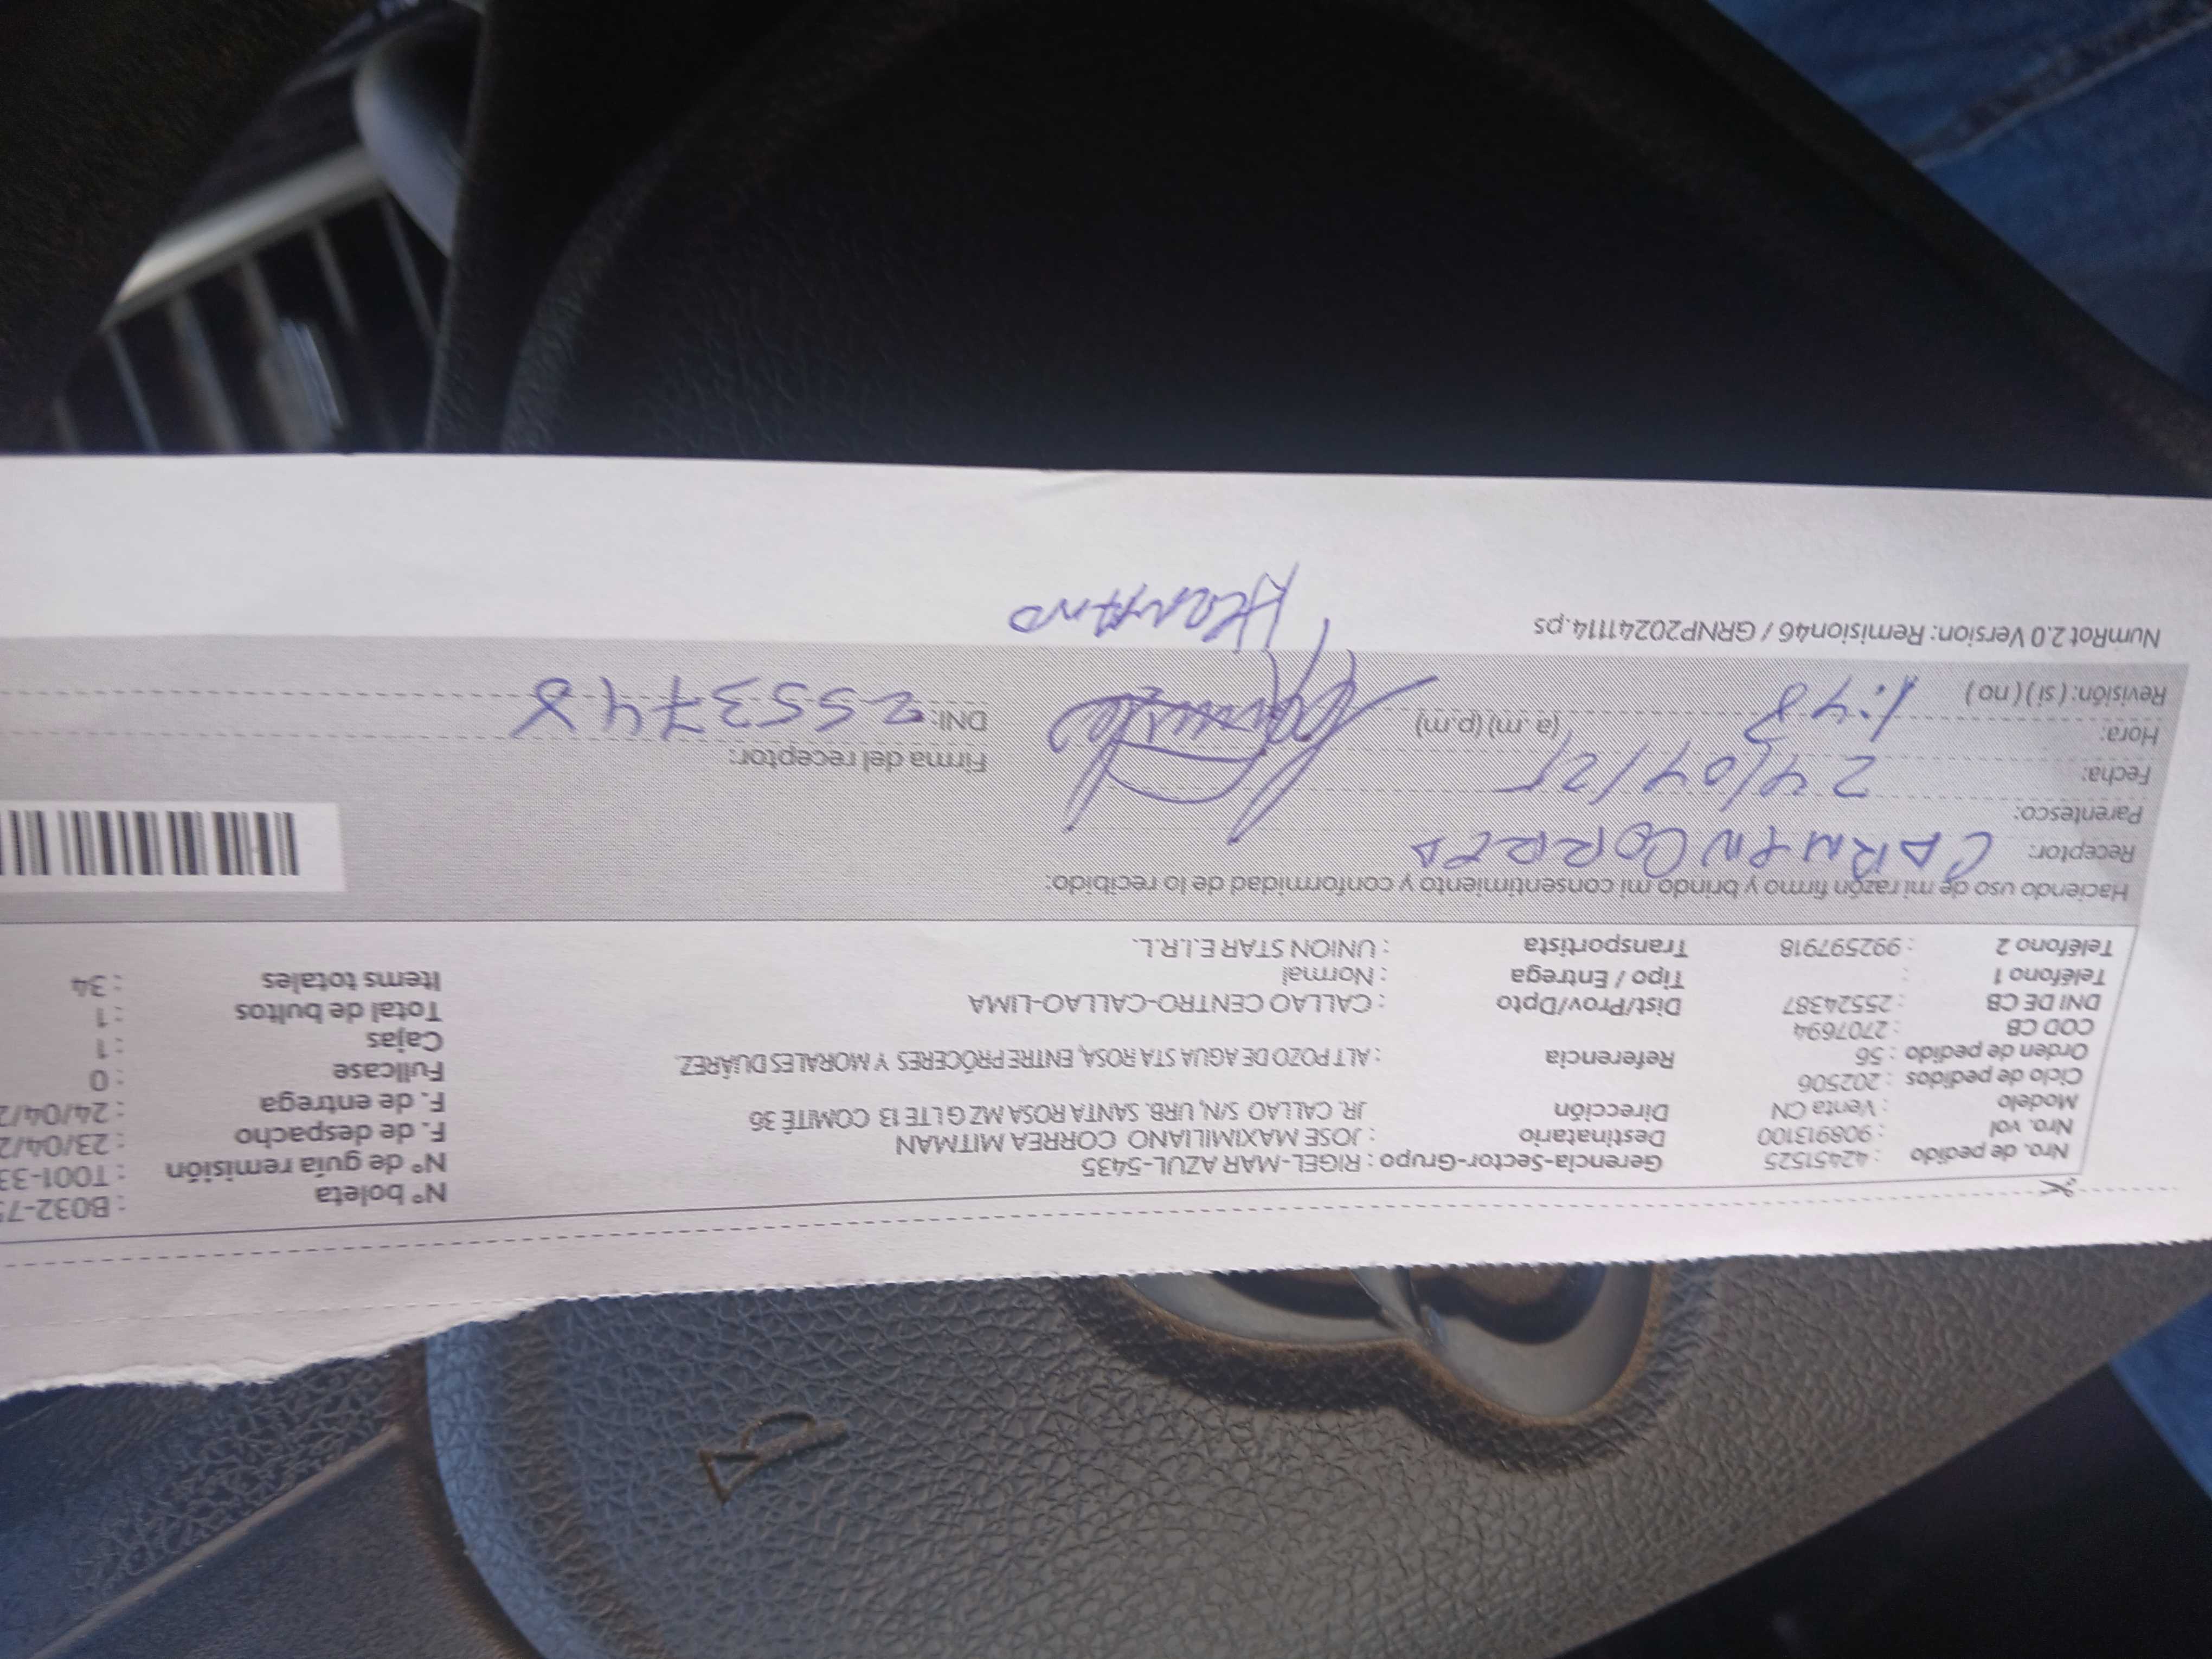 Nº boleta : B032-7
Nº de guía remisión : T001-33
F. de despacho : 23/04/2
F. de entrega : 24/04/2
Fullcase : 0
Cajas : 1
Total de bultos : 1
Items totales : 34
Nro. de pedido : 42451525
Nro. vol : 908913100
Modelo : Venta CN
Ciclo de pedidos : 202506
Orden de pedido : 56
COD CB : 2707694
DNI DE CB : 25524387
Teléfono 1 :
Teléfono 2 : 992597918
Gerencia-Sector-Grupo : RIGEL-MAR AZUL-5435
Destinatario : JOSE MAXIMILIANO CORREA MITMAN
Dirección JR. CALLAO S/N, URB. SANTA ROSA MZ G LTE 13 COMITÉ 36
Referencia : ALT POZO DE AGUA STA ROSA, ENTRE PRÓCERES Y MORALES DUÁREZ.
Dist/Prov/Dpto : CALLAO CENTRO-CALLAO-LIMA
Tipo / Entrega : Normal
Transportista : UNION STAR E.I.R.L.
Haciendo uso de mi razón firmo y brindo mi consentimiento y conformidad de lo recibido:
Receptor: CARMEN CORREA
Parentesco:
Fecha: 24/04/25
Hora: 1:48 (a .m) (p.m)
Revisión: ( si ) ( no )
Firma del receptor:
DNI: 25537448
HERMANO
NumRot 2.0 Version: Remision46 / GRNP20241114.ps